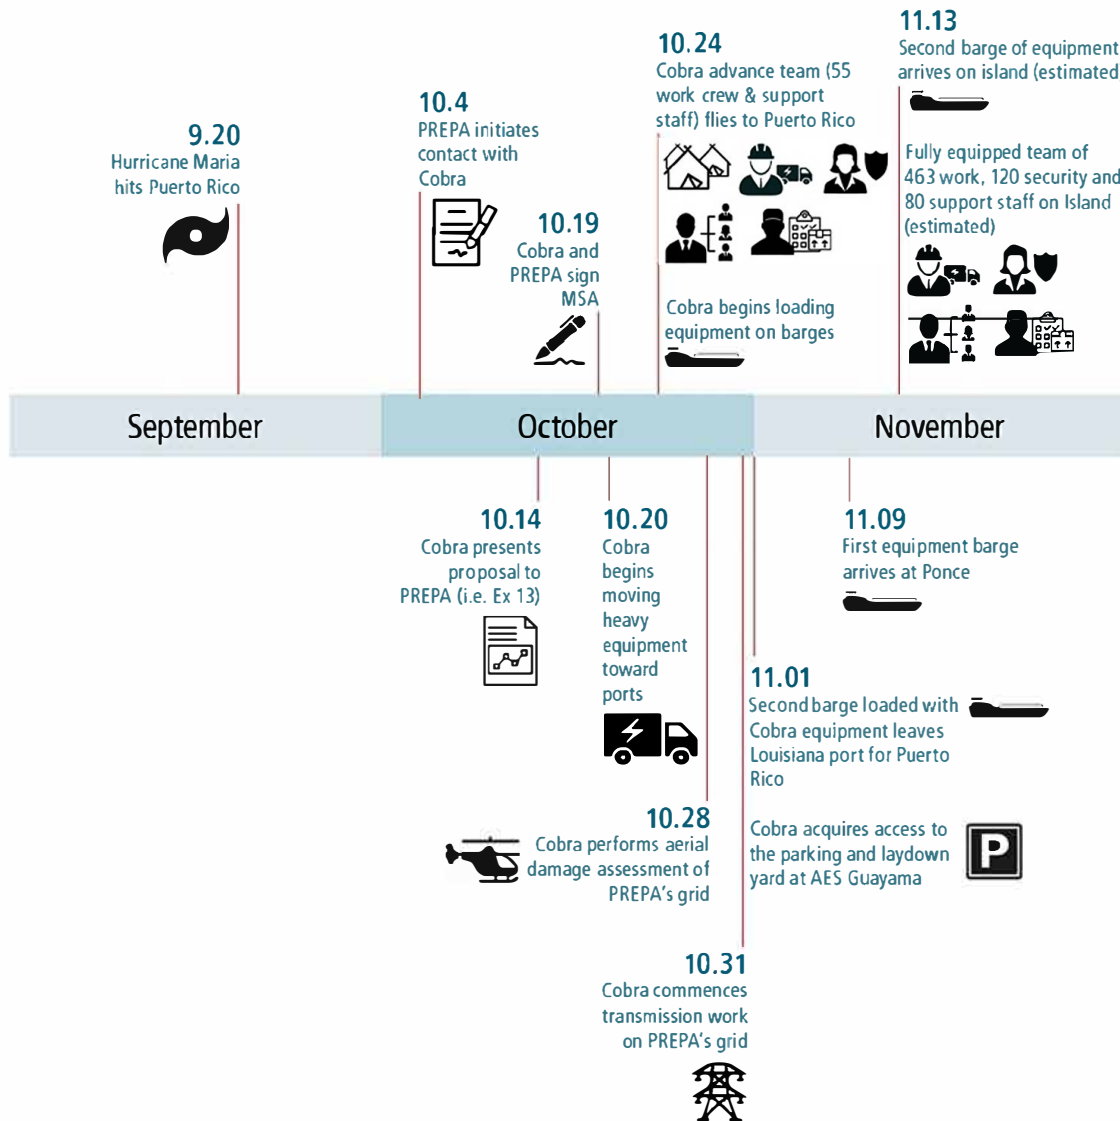 9.20
Hurricane Maria
hits Puerto Rico
10.4
PREPA initiates
contact with
Cobra
10.19
Cobra and
PREPA sign
MSA
10.24
Cobra advance team (55
work crew & support
staff) flies to Puerto Rico
Cobra begins loading
equipment on barges
11.13
Second barge of equipment
arrives on island (estimated
Fully equipped team of
463 work, 120 security and
80 support staff on Island
(estimated)
September
October
November
10.14
Cobra presents
proposal to
PREPA (i.e. Ex 13)
10.20
Cobra
begins
moving
heavy
equipment
toward
ports
11.09
First equipment barge
arrives at Ponce
11.01
Second barge loaded with
Cobra equipment leaves
Louisiana port for Puerto
Rico
Cobra acquires access to
the parking and laydown
yard at AES Guayama
P
10.28
Cobra performs aerial
damage assessment of
PREPA's grid
10.31
Cobra commences
transmission work
on PREPA's grid